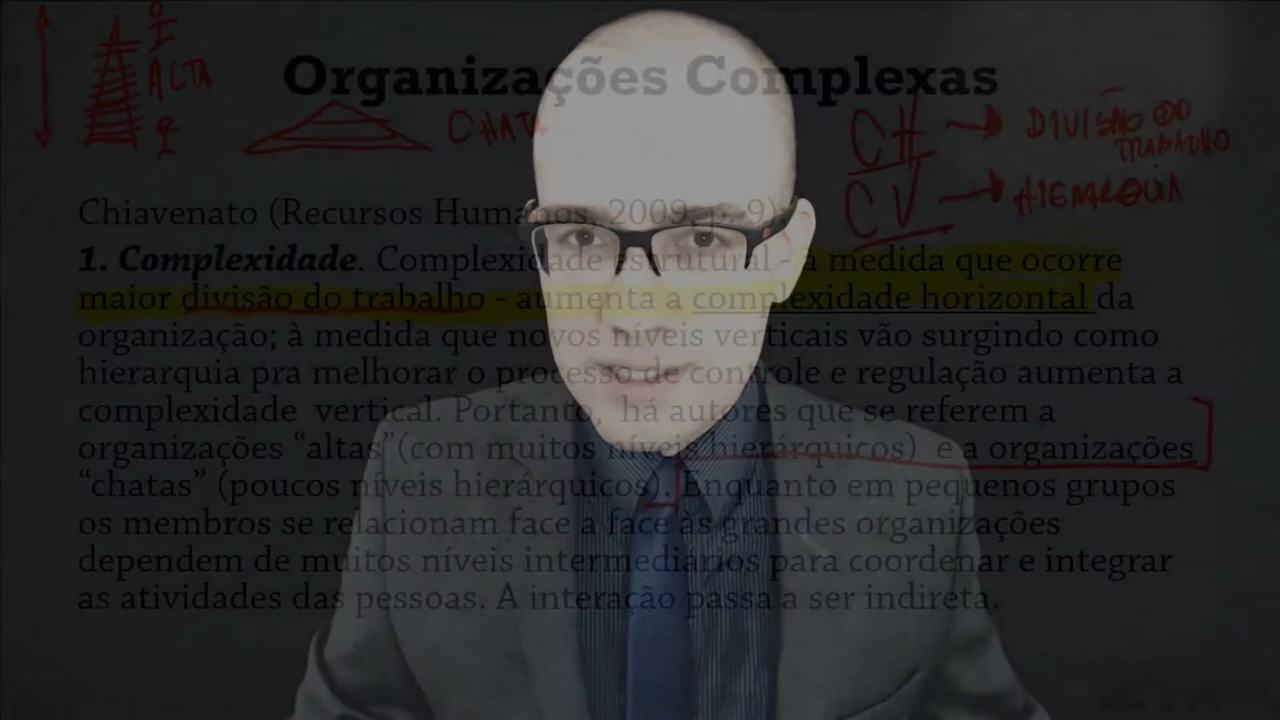 Organizações Complexas
ALTA
CHATA
CH → DIVISÃO DO
TRABALHO
CV → HIERARQUIA
Chiavenato (Recursos Humanos, 2009, p. 9)
1. Complexidade. Complexidade estrutural - a medida que ocorre
maior divisão do trabalho - aumenta a complexidade horizontal da
organização; à medida que novos níveis verticais vão surgindo como
hierarquia pra melhorar o processo de controle e regulação aumenta a
complexidade vertical. Portanto, há autores que se referem a
organizações “altas”(com muitos níveis hierárquicos) e a organizações
“chatas” (poucos níveis hierárquicos). Enquanto em pequenos grupos
os membros se relacionam face a face às grandes organizações
dependem de muitos níveis intermediários para coordenar e integrar
as atividades das pessoas. A interação passa a ser indireta.